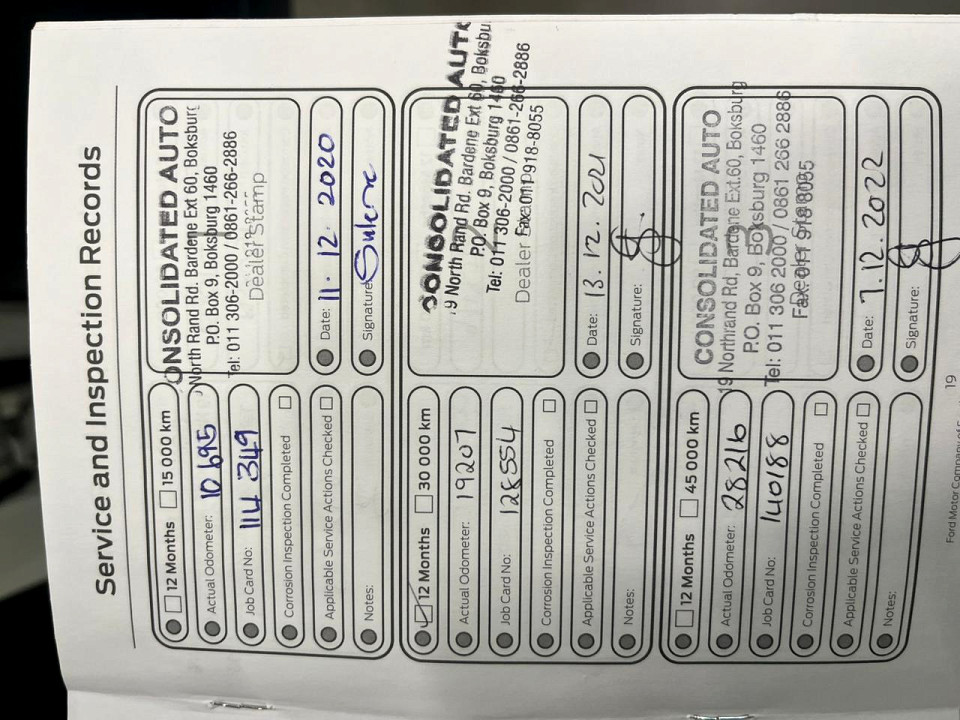 Service and Inspection Records
12 Months 15 000 km
Actual Odometer: 10 695
Job Card No: 114 349
Corrosion Inspection Completed
Applicable Service Actions Checked
Notes:
ONSOLIDATED AUTO
North Rand Rd. Bardene Ext 60, Boksburg
P.O. Box 9, Boksburg 1460
Tel: 011 306-2000 / 0861-266-2886
Dealer Stamp
Date: 11. 12 2020
Signature:
12 Months 30 000 km
Actual Odometer: 19207
Job Card No: 128554
Corrosion Inspection Completed
Applicable Service Actions Checked
Notes:
CONSOLIDATED AUTO
19 North Rand Rd. Bardene Ext 60, Boksbu
P.O. Box 9, Boksburg 1460
Tel: 011 306-2000 / 0861-266-2886
Fax: 011-918-8055
Dealer Stamp
Date: 13. 12. 2021
Signature:
12 Months 45 000 km
Actual Odometer: 28216
Job Card No: 140188
Corrosion Inspection Completed
Applicable Service Actions Checked
Notes:
CONSOLIDATED AUTO
19 Northrand Rd, Bardene Ext.60, Boksburg
P.O. Box 9, Boksburg 1460
Tel: 011 306 2000 / 0861 266 2886
Fax: 011 918 8055
Dealer Stamp
Date: 7.12.2022
Signature:
19
Ford Motor Company of